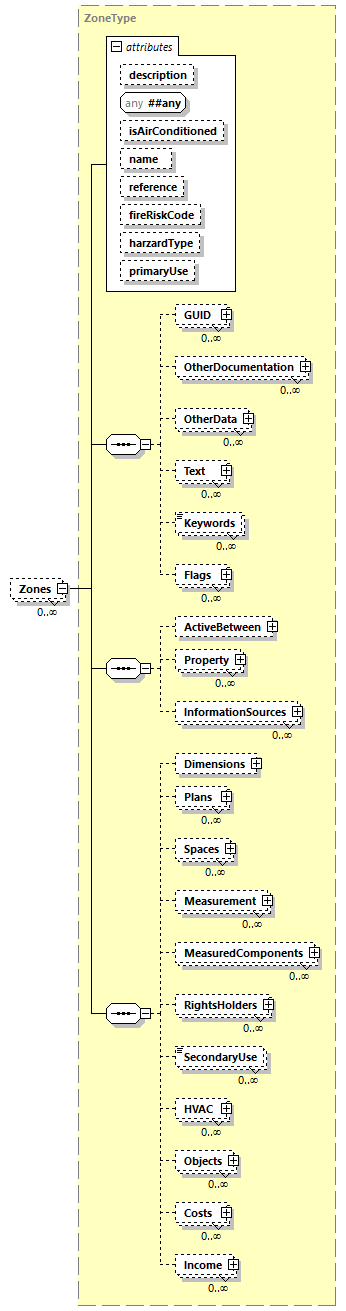 ZoneType
attributes
description
any ##any
isAirConditioned
name
reference
fireRiskCode
harzardType
primaryUse
GUID
0..∞
OtherDocumentation
0..∞
OtherData
0..∞
Text
0..∞
Keywords
0..∞
Flags
0..∞
Zones
0..∞
ActiveBetween
Property
0..∞
InformationSources
0..∞
Dimensions
Plans
0..∞
Spaces
0..∞
Measurement
0..∞
MeasuredComponents
0..∞
RightsHolders
0..∞
SecondaryUse
0..∞
HVAC
0..∞
Objects
0..∞
Costs
0..∞
Income
0..∞